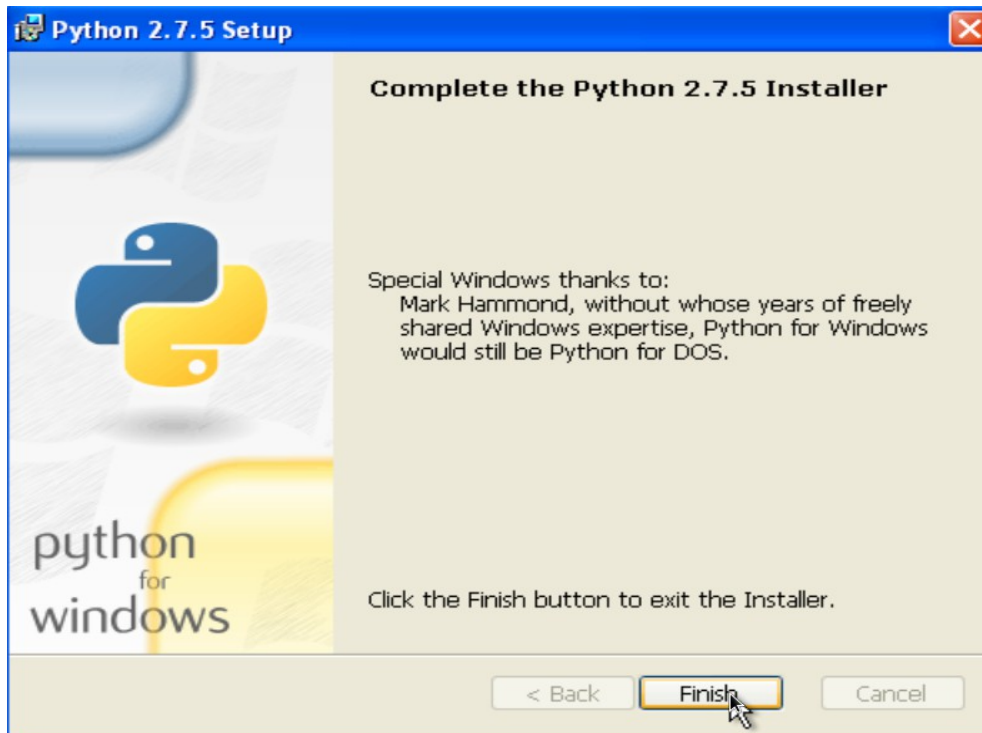 Python 2.7.5 Setup
Complete the Python 2.7.5 Installer
Special Windows thanks to:
Mark Hammond, without whose years of freely
shared Windows expertise, Python for Windows
would still be Python for DOS.
python
for
windows
Click the Finish button to exit the Installer.
< Back
Finish
Cancel